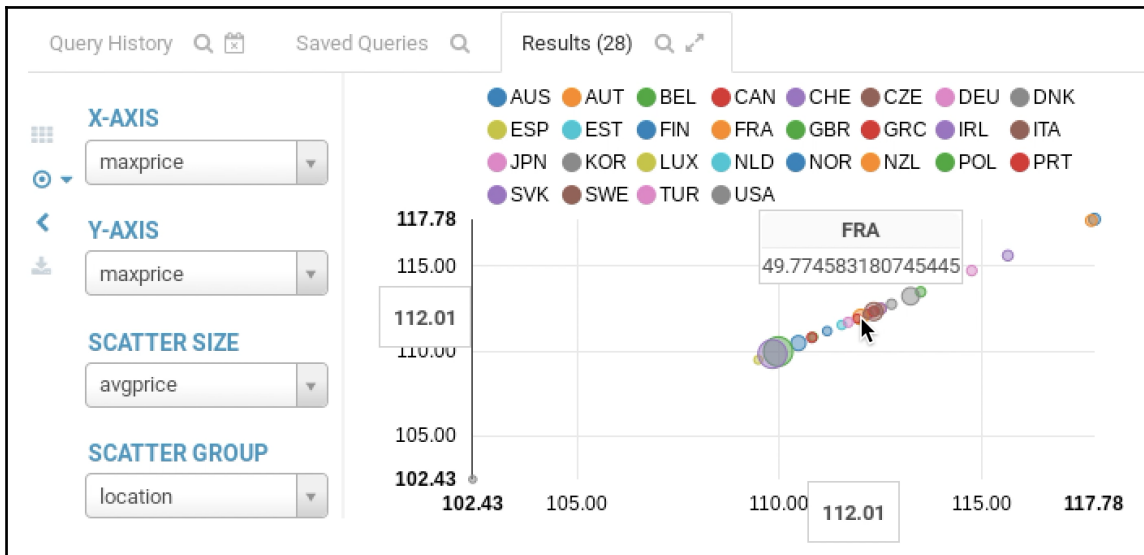 Query History
Saved Queries
Results (28)
X-AXIS
maxprice
Y-AXIS
maxprice
SCATTER SIZE
avgprice
SCATTER GROUP
location
AUS AUT BEL CAN CHE CZE DEU DNK
ESP EST FIN FRA GBR GRC IRL ITA
JPN KOR LUX NLD NOR NZL POL PRT
SVK SWE TUR USA
117.78
FRA
49.774583180745445
115.00
112.01
110.00
105.00
102.43
102.43 105.00 110.00 112.01 115.00 117.78